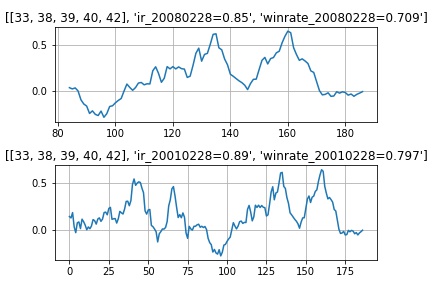 [[33, 38, 39, 40, 42], 'ir_20080228=0.85', 'winrate_20080228=0.709']
0.5
0.0
80 100 120 140 160 180
[[33, 38, 39, 40, 42], 'ir_20010228=0.89', 'winrate_20010228=0.797']
0.5
0.0
0 25 50 75 100 125 150 175